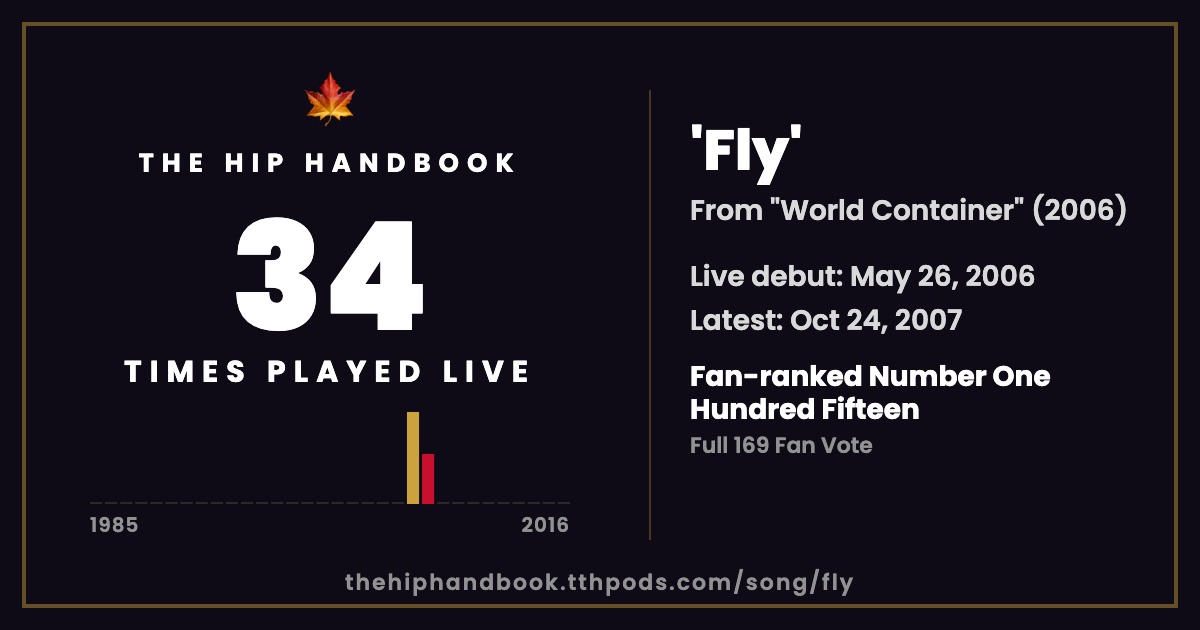 THE HIP HANDBOOK
34
TIMES PLAYED LIVE
1985
2016
'Fly'
From "World Container" (2006)
Live debut: May 26, 2006
Latest: Oct 24, 2007
Fan-ranked Number One
Hundred Fifteen
Full 169 Fan Vote
thehiphandbook.tthpods.com/song/fly